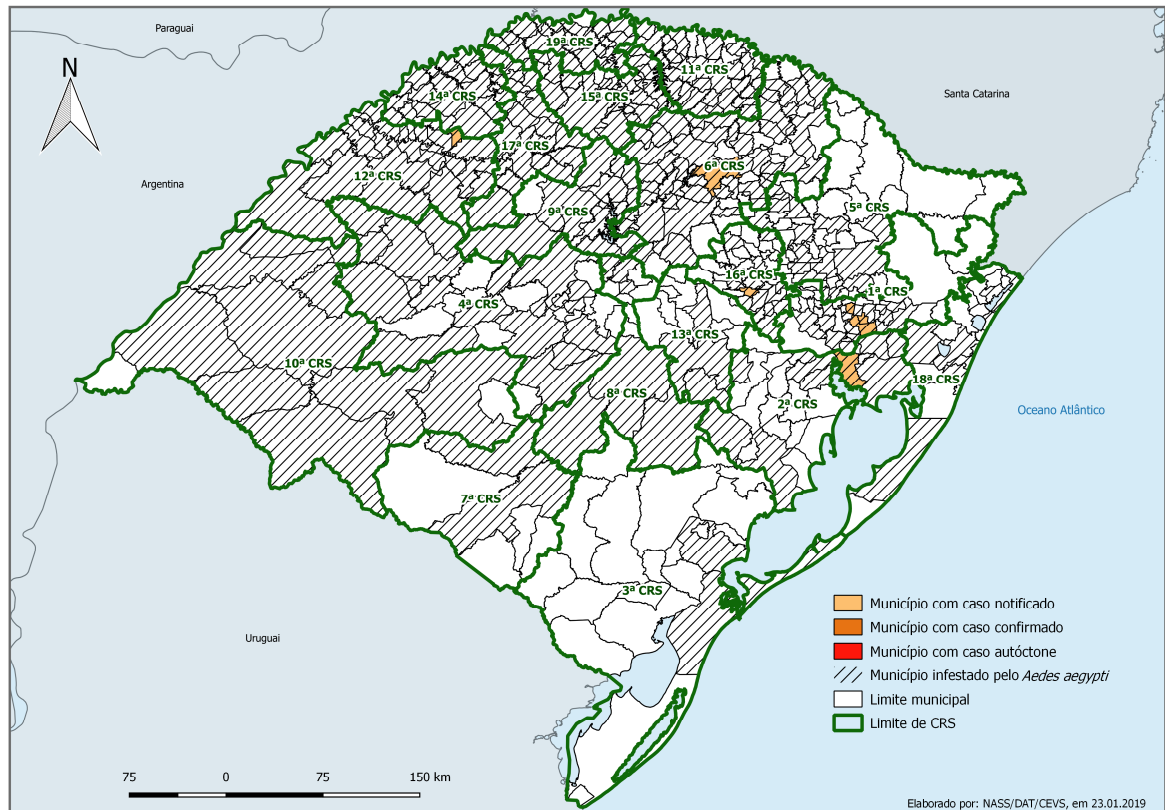 Paraguai
N
Santa Catarina
Argentina
19ª CRS
11ª CRS
14ª CRS
15ª CRS
17ª CRS
6ª CRS
12ª CRS
9ª CRS
5ª CRS
16ª CRS
1ª CRS
4ª CRS
13ª CRS
10ª CRS
18ª CRS
8ª CRS
2ª CRS
Oceano Atlântico
7ª CRS
3ª CRS
Uruguai
Município com caso notificado
Município com caso confirmado
Município com caso autóctone
Município infestado pelo Aedes aegypti
Limite municipal
Limite de CRS
75 0 75 150 km
Elaborado por: NASS/DAT/CEVS, em 23.01.2019